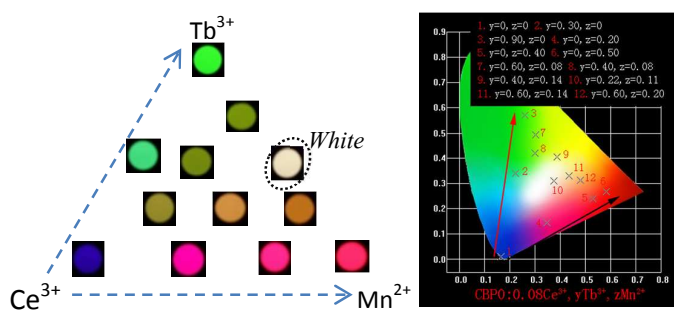 Tb³⁺
White
Ce³⁺
Mn²⁺
1. y=0, z=0 2. y=0.30, z=0
3. y=0.90, z=0 4. y=0, z=0.20
5. y=0, z=0.40 6. y=0, z=0.50
7. y=0.60, z=0.08 8. y=0.40, z=0.08
9. y=0.40, z=0.14 10. y=0.22, z=0.11
11. y=0.60, z=0.14 12. y=0.60, z=0.20
0.9
0.8
0.7
0.6
0.5
0.4
0.3
0.2
0.1
0.0
3
7
8
9
2
10
11
12
6
5
4
1
0.0 0.1 0.2 0.3 0.4 0.5 0.6 0.7 0.8
CBPO:0.08Ce³⁺, yTb³⁺, zMn²⁺